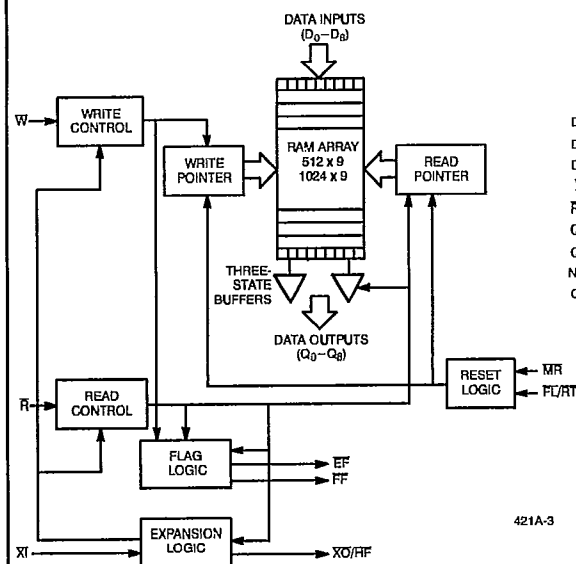 DATA INPUTS
(D0–D8)
W̅
WRITE
CONTROL
WRITE
POINTER
RAM ARRAY
512 x 9
1024 x 9
READ
POINTER
THREE-
STATE
BUFFERS
DATA OUTPUTS
(Q0–Q8)
R̅
READ
CONTROL
RESET
LOGIC
M̅R̅
F̅L̅/R̅T̅
FLAG
LOGIC
E̅F̅
F̅F̅
X̅I̅
EXPANSION
LOGIC
X̅O̅/H̅F̅
421A-3